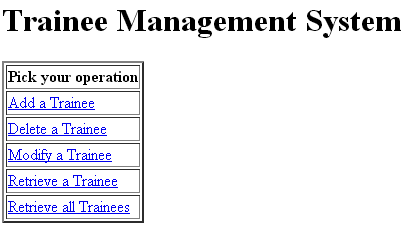 Trainee Management System
Pick your operation
Add a Trainee
Delete a Trainee
Modify a Trainee
Retrieve a Trainee
Retrieve all Trainees